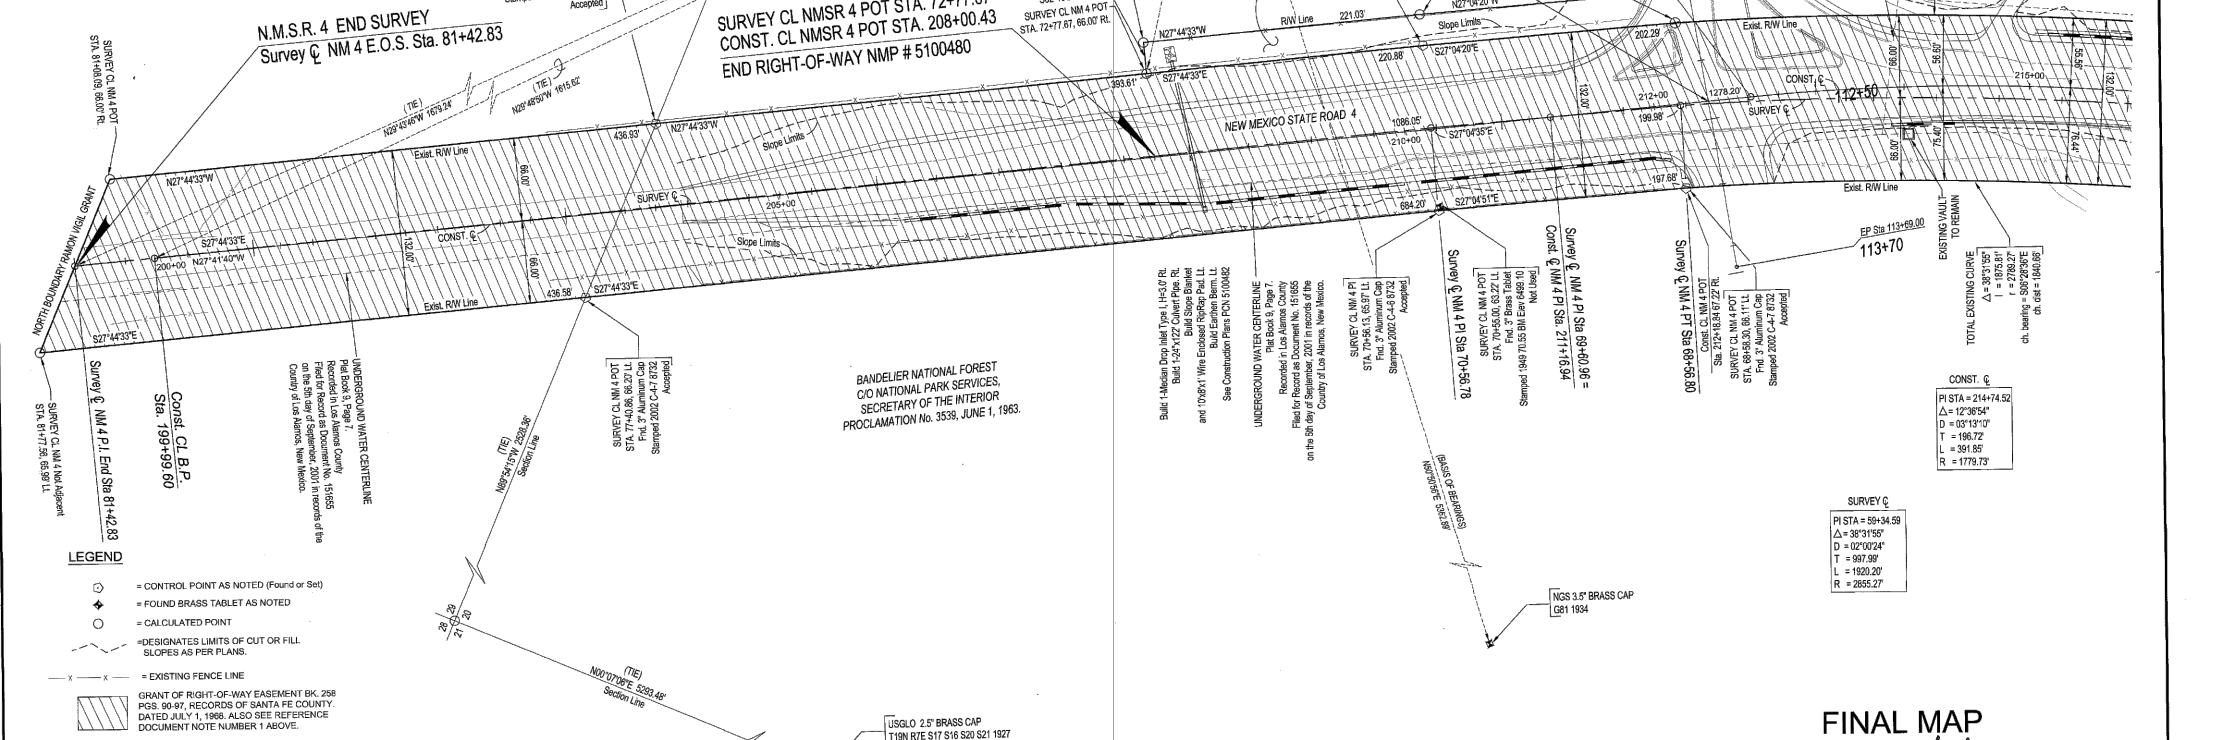 Accepted]
N.M.S.R. 4 END SURVEY
Survey ℄ NM 4 E.O.S. Sta. 81+42.83
SURVEY CL NMSR 4 POT STA. 72+77.67
CONST. CL NMSR 4 POT STA. 208+00.43
END RIGHT-OF-WAY NMP # 5100480
SURVEY CL NM 4 POT
STA. 72+77.67, 66.00' Rt.
SURVEY CL NM 4 POT
STA. 81+08.09, 66.00' Rt.
(TIE)
N29°43'46"W 1679.24'
(TIE)
N29°48'50"W 1615.62'
N27°44'33"W
R/W Line
221.03'
N27°04'20"W
Slope Limits
Exist. R/W Line
202.29'
220.88'
S27°04'20"E
393.61'
S27°44'33"E
436.93'
N27°44'33"W
Slope Limits
Exist. R/W Line
N27°44'33"W
66.00'
132.00'
66.00'
132.00'
NEW MEXICO STATE ROAD 4
1086.05'
210+00
S27°04'35"E
212+00
199.98'
1278.20'
SURVEY ℄
CONST. ℄
112+50
215+00
66.00'
56.60'
55.56'
132.00'
66.00'
75.40'
76.44'
NORTH BOUNDARY RAMON VIGIL GRANT
S27°44'33"E
200+00
N27°41'40"W
CONST. ℄
SURVEY ℄
205+00
Slope Limits
684.20'
S27°04'51"E
197.68'
Exist. R/W Line
436.58'
S27°44'33"E
Exist. R/W Line
S27°44'33"E
SURVEY CL NM 4 Not Adjacent
STA. 81+77.56, 65.99' Lt.
Survey ℄ NM 4 P.I. End Sta 81+42.83
Const. CL B.P.
Sta. 199+99.60
UNDERGROUND WATER CENTERLINE
Plat Book 9, Page 7.
Recorded in Los Alamos County
Filed for Record as Document No. 151655
on the 5th day of September, 2001 in records of the
Country of Los Alamos, New Mexico.
SURVEY CL NM 4 POT
STA. 77+40.86, 66.20' Lt.
Fnd. 3" Aluminum Cap
Stamped 2002 C-4-7 8732
Accepted
(TIE)
N89°54'15"W 2528.36'
Section Line
BANDELIER NATIONAL FOREST
C/O NATIONAL PARK SERVICES,
SECRETARY OF THE INTERIOR
PROCLAMATION No. 3539, JUNE 1, 1963.
Build 1-Median Drop Inlet Type I, H=3.0' Rt.
Build 1-24"x122' Culvert Pipe. Rt.
Build Slope Blanket
and 10'x8'x1' Wire Enclosed RipRap Pad. Lt.
Build Earthen Berm. Lt.
See Construction Plans PCN 5100482
UNDERGROUND WATER CENTERLINE
Plat Book 9, Page 7.
Recorded in Los Alamos County
Filed for Record as Document No. 151655
on the 5th day of September, 2001 in records of the
Country of Los Alamos, New Mexico.
SURVEY CL NM 4 PI
STA. 70+56.13, 65.97' Lt.
Fnd. 3" Aluminum Cap
Stamped 2002 C-4-6 8732
Accepted
Survey ℄ NM 4 PI Sta 70+56.78
SURVEY CL NM 4 POT
STA. 70+55.00, 63.22' Lt.
Fnd. 3" Brass Tablet
Stamped 1949 70.55 BM Elev 6499.10
Not Used
Survey ℄ NM 4 PI Sta 69+60.96 =
Const. ℄ NM 4 PI Sta. 211+16.94
Survey ℄ NM 4 PT Sta 68+56.80
Const. CL NM 4 POT
Sta. 212+18.84 67.22' Rt.
SURVEY CL NM 4 POT
STA. 68+58.30, 66.11' Lt.
Fnd. 3" Aluminum Cap
Stamped 2002 C-4-7 8732
Accepted
EP Sta 113+69.00
113+70
EXISTING VAULT
TO REMAIN
TOTAL EXISTING CURVE
Δ = 38°31'55"
l = 1875.81'
r = 2789.27'
ch. bearing = S06°28'36"E
ch. dist = 1840.66'
CONST. ℄
PI STA = 214+74.52
Δ = 12°36'54"
D = 03°13'10"
T = 196.72'
L = 391.85'
R = 1779.73'
SURVEY ℄
PI STA = 59+34.59
Δ = 38°31'55"
D = 02°00'24"
T = 997.99'
L = 1920.20'
R = 2855.27'
(BASIS OF BEARINGS)
N50°50'56"E 5352.89'
NGS 3.5" BRASS CAP
G81 1934
LEGEND
= CONTROL POINT AS NOTED (Found or Set)
= FOUND BRASS TABLET AS NOTED
= CALCULATED POINT
=DESIGNATES LIMITS OF CUT OR FILL
SLOPES AS PER PLANS.
= EXISTING FENCE LINE
GRANT OF RIGHT-OF-WAY EASEMENT BK. 258
PGS. 90-97, RECORDS OF SANTA FE COUNTY.
DATED JULY 1, 1968. ALSO SEE REFERENCE
DOCUMENT NOTE NUMBER 1 ABOVE.
29 20
28 21
(TIE)
N00°07'06"E 5293.48'
Section Line
USGLO 2.5" BRASS CAP
T19N R7E S17 S16 S20 S21 1927
FINAL MAP